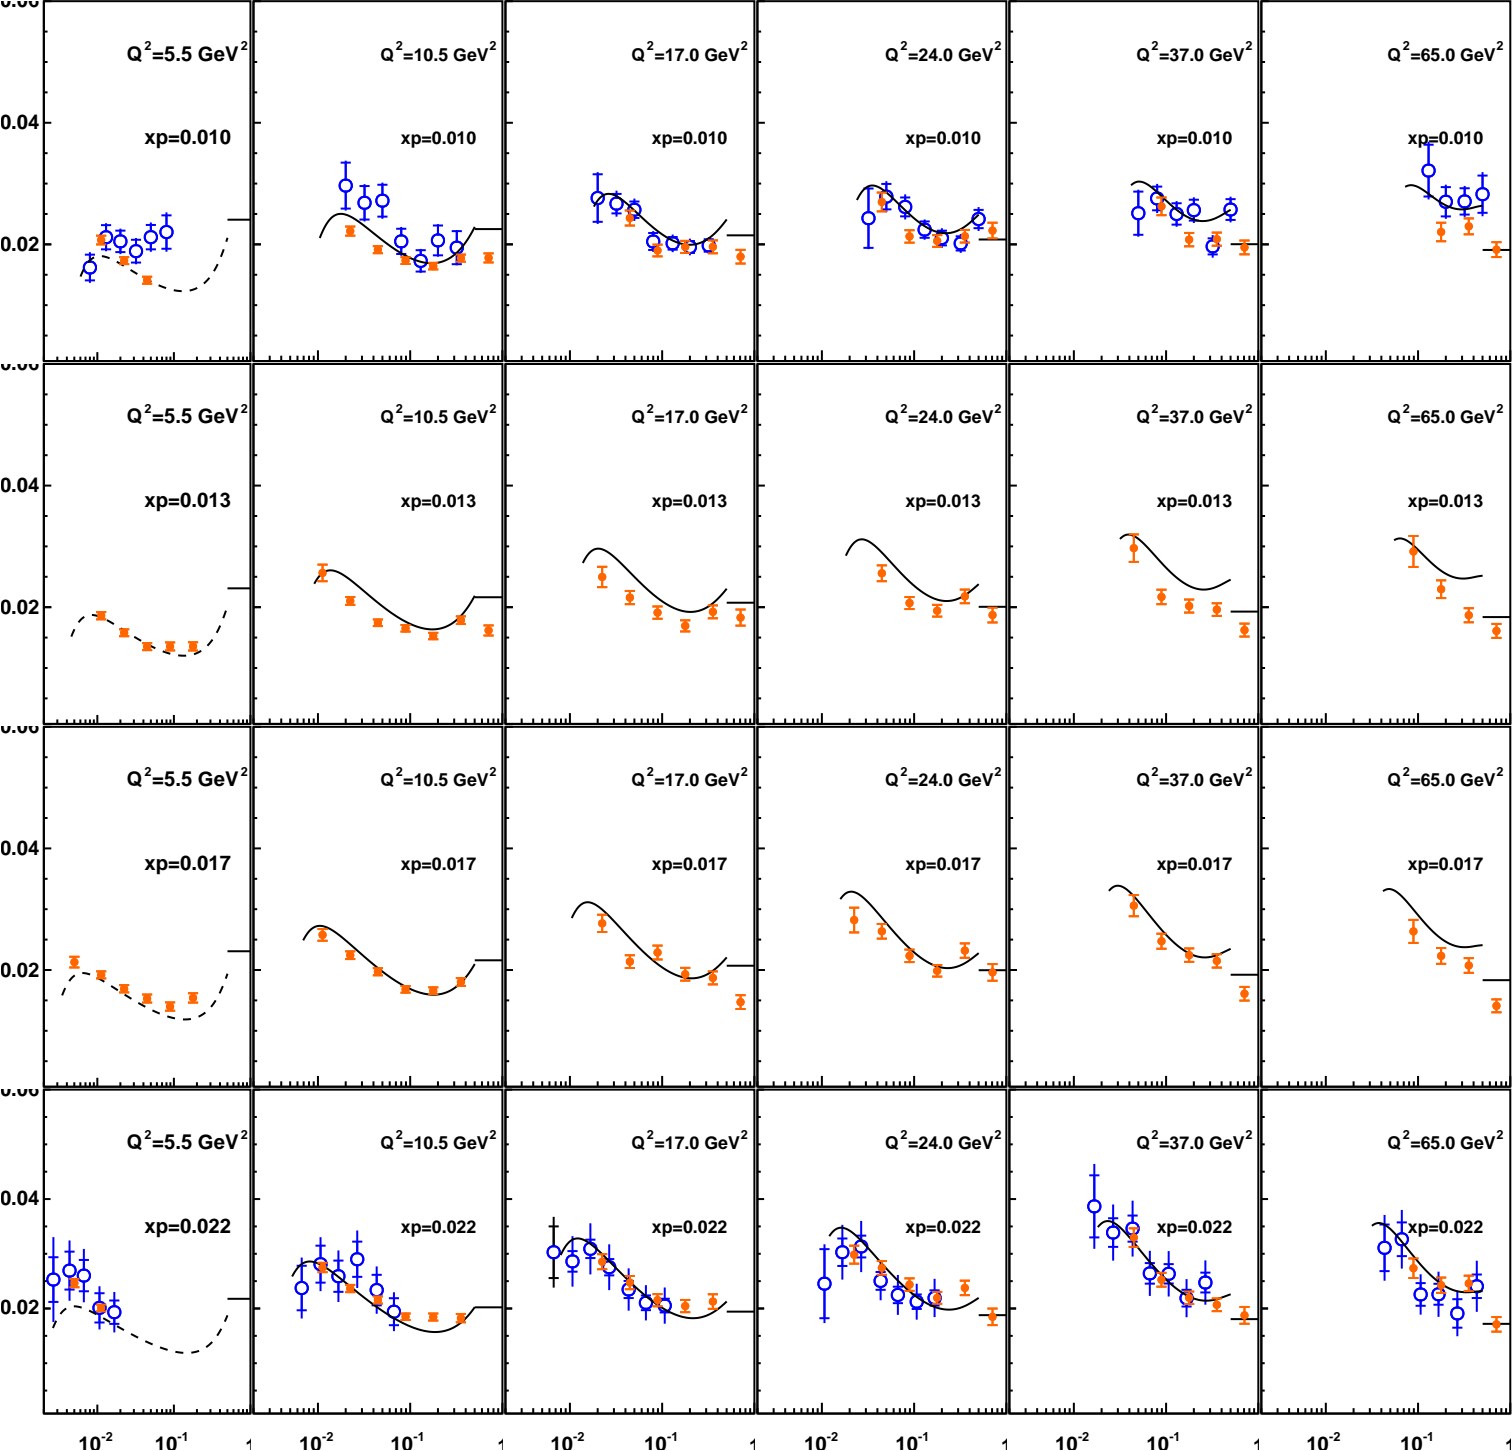 0.06
Q²=5.5 GeV² Q²=10.5 GeV² Q²=17.0 GeV² Q²=24.0 GeV² Q²=37.0 GeV² Q²=65.0 GeV²
0.04
xp=0.010 xp=0.010 xp=0.010 xp=0.010 xp=0.010 xp=0.010
0.02
0.06
Q²=5.5 GeV² Q²=10.5 GeV² Q²=17.0 GeV² Q²=24.0 GeV² Q²=37.0 GeV² Q²=65.0 GeV²
0.04
xp=0.013 xp=0.013 xp=0.013 xp=0.013 xp=0.013 xp=0.013
0.02
0.06
Q²=5.5 GeV² Q²=10.5 GeV² Q²=17.0 GeV² Q²=24.0 GeV² Q²=37.0 GeV² Q²=65.0 GeV²
0.04
xp=0.017 xp=0.017 xp=0.017 xp=0.017 xp=0.017 xp=0.017
0.02
0.06
Q²=5.5 GeV² Q²=10.5 GeV² Q²=17.0 GeV² Q²=24.0 GeV² Q²=37.0 GeV² Q²=65.0 GeV²
0.04
xp=0.022 xp=0.022 xp=0.022 xp=0.022 xp=0.022 xp=0.022
0.02
10⁻² 10⁻¹ 1 10⁻² 10⁻¹ 1 10⁻² 10⁻¹ 1 10⁻² 10⁻¹ 1 10⁻² 10⁻¹ 1 10⁻² 10⁻¹ 1